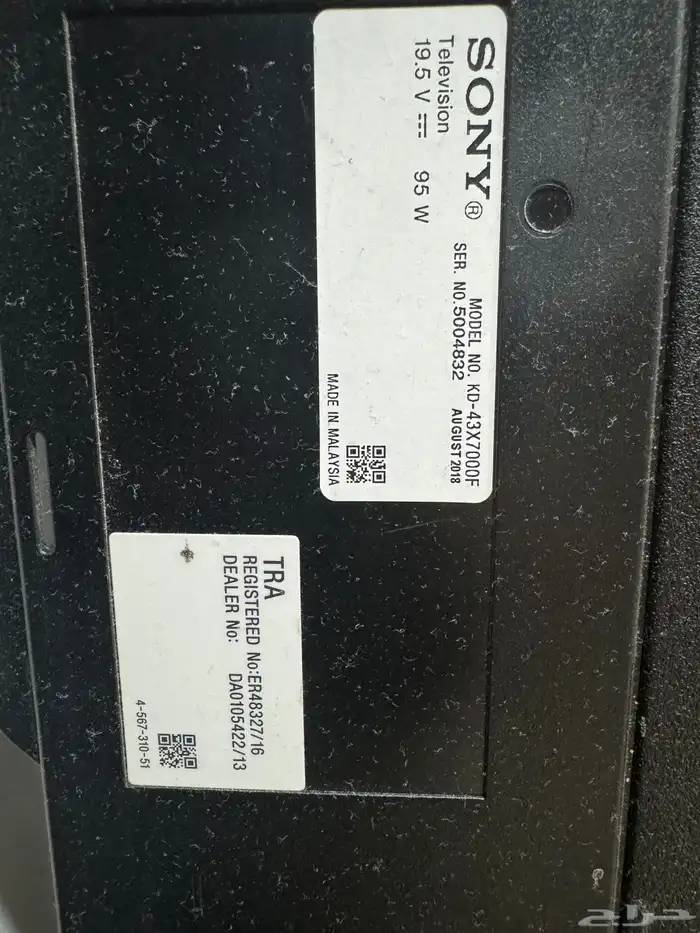 SONY®
Television
19.5 V ⎓ 95 W
MODEL NO. KD-43X7000F
SER. NO.5004832 AUGUST 2018
MADE IN MALAYSIA
TRA
REGISTERED No:ER48327/16
DEALER No: DA0105422/13
4-567-310-51
حراج